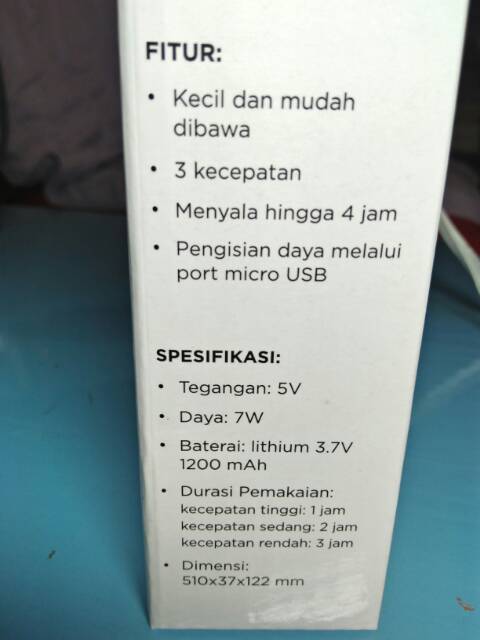 FITUR:
• Kecil dan mudah
dibawa
• 3 kecepatan
• Menyala hingga 4 jam
• Pengisian daya melalui
port micro USB
SPESIFIKASI:
• Tegangan: 5V
• Daya: 7W
• Baterai: lithium 3.7V
1200 mAh
• Durasi Pemakaian:
kecepatan tinggi: 1 jam
kecepatan sedang: 2 jam
kecepatan rendah: 3 jam
• Dimensi:
510x37x122 mm